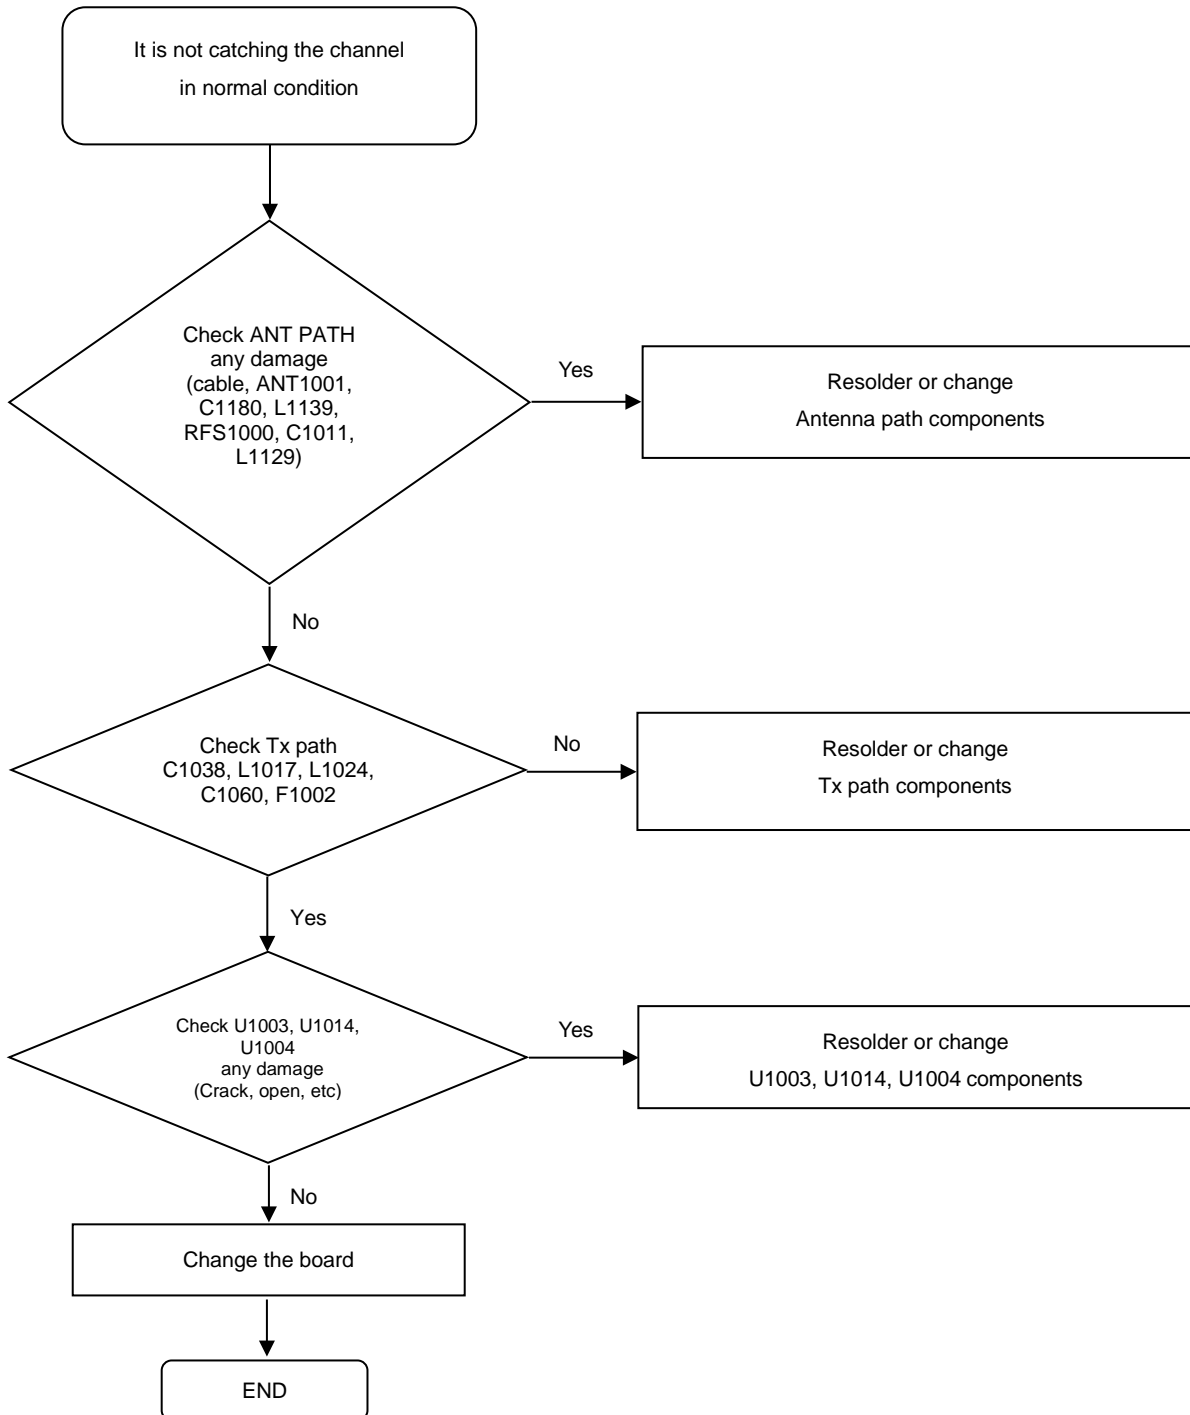 It is not catching the channel
in normal condition
Check ANT PATH
any damage
(cable, ANT1001,
C1180, L1139,
RFS1000, C1011,
L1129)
Yes
Resolder or change
Antenna path components
No
Check Tx path
C1038, L1017, L1024,
C1060, F1002
No
Resolder or change
Tx path components
Yes
Check U1003, U1014,
U1004
any damage
(Crack, open, etc)
Yes
Resolder or change
U1003, U1014, U1004 components
No
Change the board
END